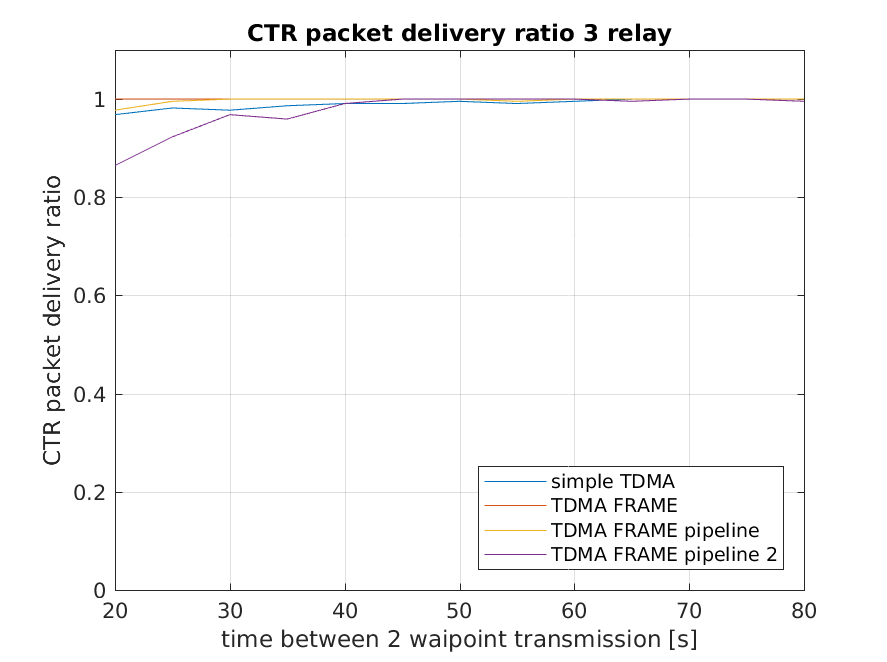 CTR packet delivery ratio 3 relay
CTR packet delivery ratio
1
0.8
0.6
0.4
0.2
0
20 30 40 50 60 70 80
time between 2 waipoint transmission [s]
simple TDMA
TDMA FRAME
TDMA FRAME pipeline
TDMA FRAME pipeline 2